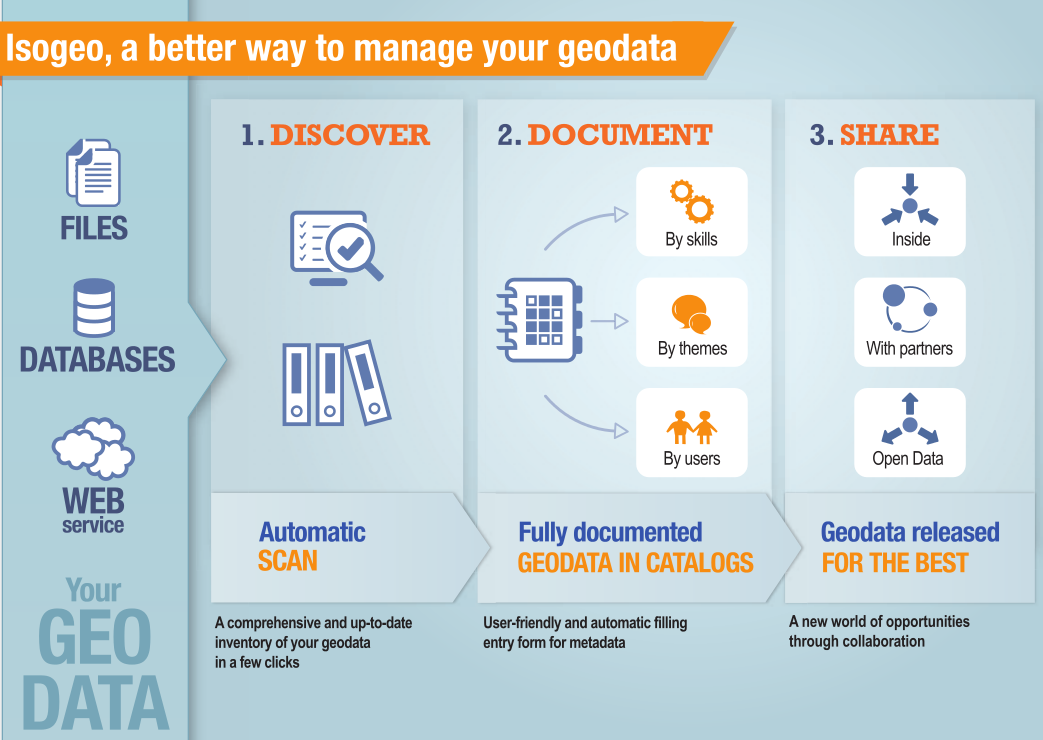 Isogeo, a better way to manage your geodata
FILES
DATABASES
WEB
service
Your
GEO
DATA
1. DISCOVER
Automatic
SCAN
A comprehensive and up-to-date
inventory of your geodata
in a few clicks
2. DOCUMENT
By skills
By themes
By users
Fully documented
GEODATA IN CATALOGS
User-friendly and automatic filling
entry form for metadata
3. SHARE
Inside
With partners
Open Data
Geodata released
FOR THE BEST
A new world of opportunities
through collaboration